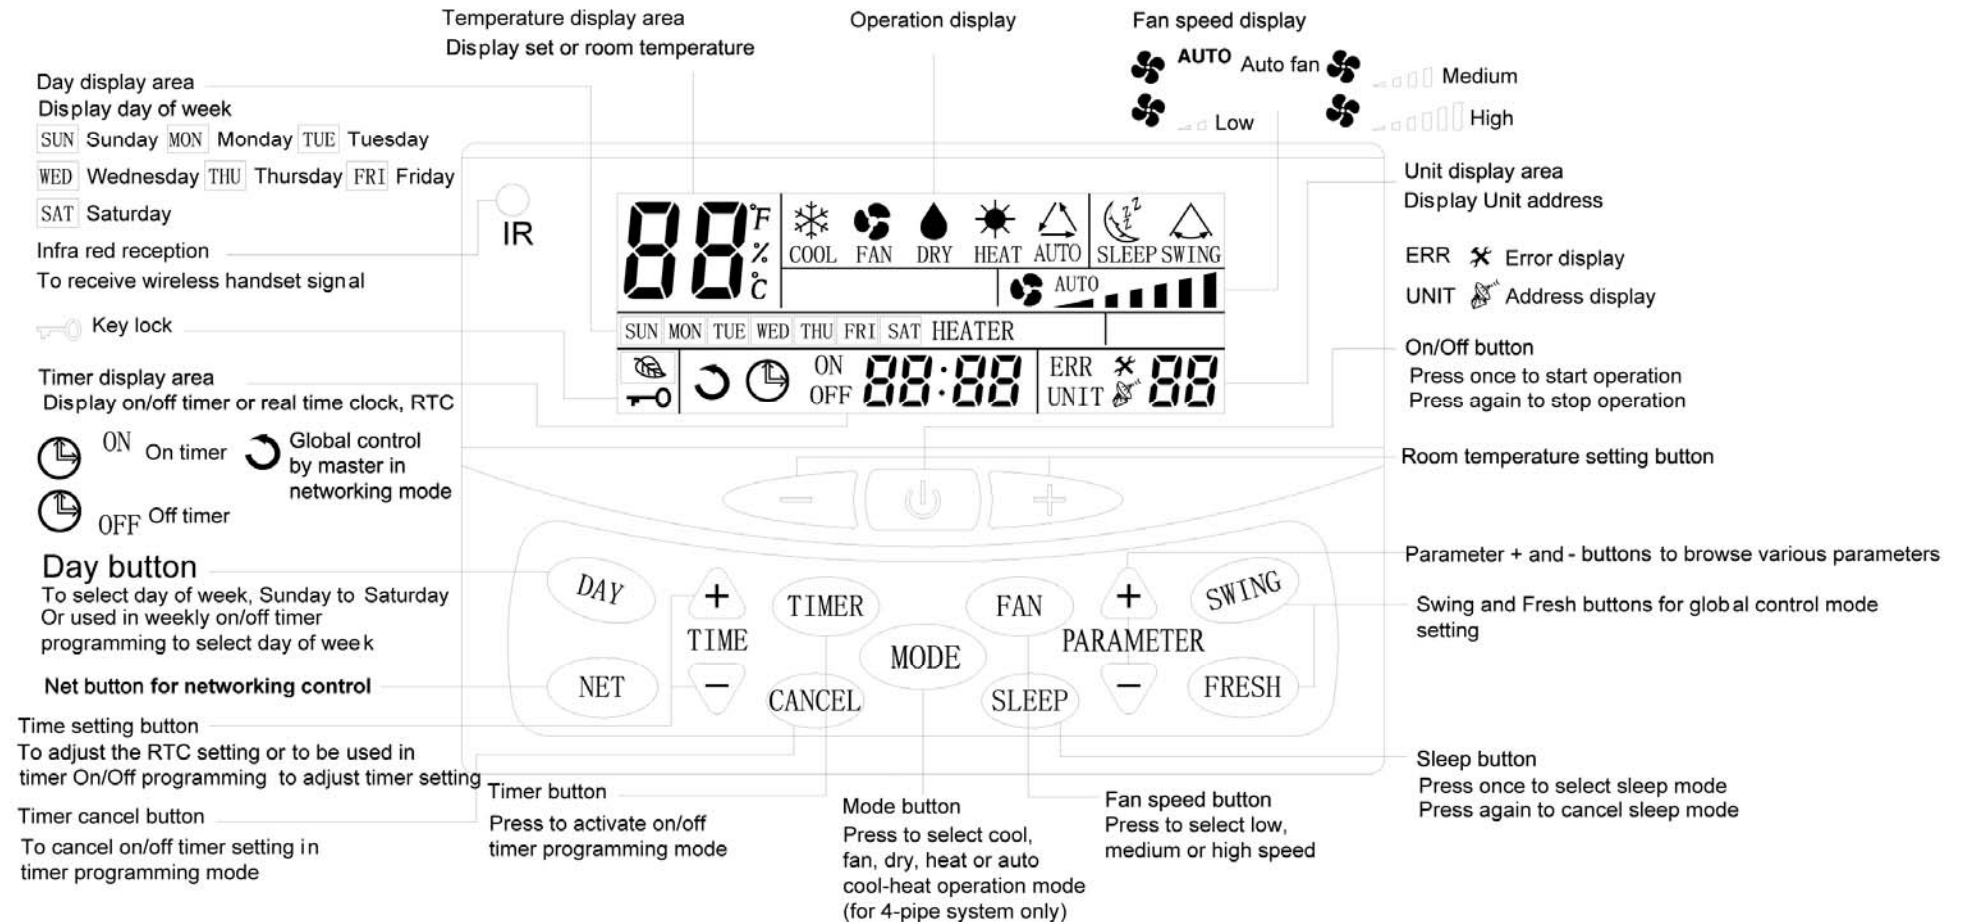 Temperature display area
Display set or room temperature
Operation display
Fan speed display
AUTO Auto fan
Medium
Low
High
Day display area
Display day of week
SUN Sunday MON Monday TUE Tuesday
WED Wednesday THU Thursday FRI Friday
SAT Saturday
Infra red reception
To receive wireless handset signal
Key lock
Timer display area
Display on/off timer or real time clock, RTC
ON On timer
OFF Off timer
Global control
by master in
networking mode
Day button
To select day of week, Sunday to Saturday
Or used in weekly on/off timer
programming to select day of week
Net button for networking control
Time setting button
To adjust the RTC setting or to be used in
timer On/Off programming to adjust timer setting
Timer cancel button
To cancel on/off timer setting in
timer programming mode
IR
88 °F % °C
COOL FAN DRY HEAT AUTO SLEEP SWING
zzz
zzz
AUTO
SUN MON TUE WED THU FRI SAT HEATER
ON
OFF
88:88
ERR
UNIT
88
− +
DAY
+ TIME −
TIMER
FAN
+ PARAMETER −
SWING
NET
CANCEL
MODE
SLEEP
FRESH
Timer button
Press to activate on/off
timer programming mode
Mode button
Press to select cool,
fan, dry, heat or auto
cool-heat operation mode
(for 4-pipe system only)
Fan speed button
Press to select low,
medium or high speed
Unit display area
Display Unit address
ERR Error display
UNIT Address display
On/Off button
Press once to start operation
Press again to stop operation
Room temperature setting button
Parameter + and - buttons to browse various parameters
Swing and Fresh buttons for global control mode
setting
Sleep button
Press once to select sleep mode
Press again to cancel sleep mode